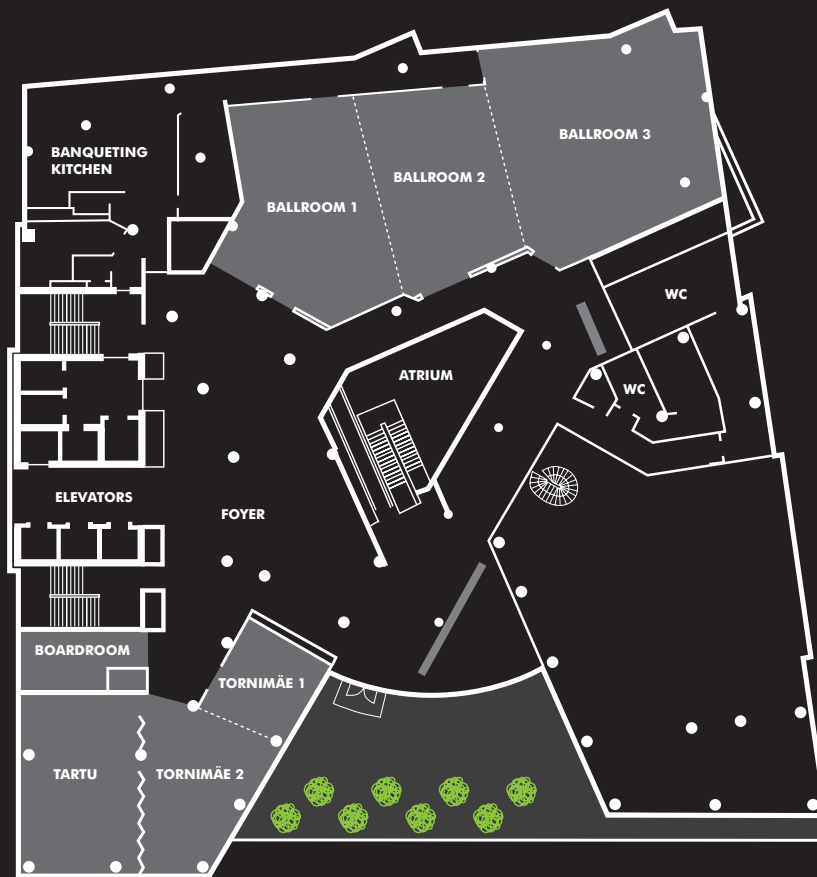 BANQUETING
KITCHEN
BALLROOM 1
BALLROOM 2
BALLROOM 3
WC
ATRIUM
WC
ELEVATORS
FOYER
BOARDROOM
TORNIMÄE 1
TARTU
TORNIMÄE 2